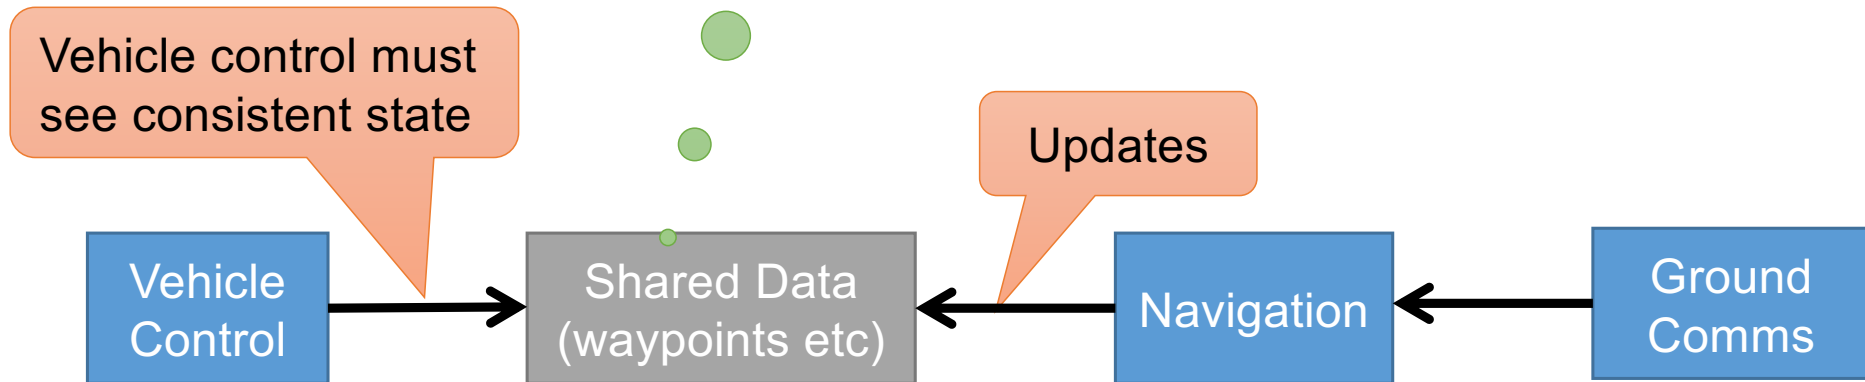 Vehicle control must
see consistent state
Updates
Vehicle
Control
Shared Data
(waypoints etc)
Navigation
Ground
Comms